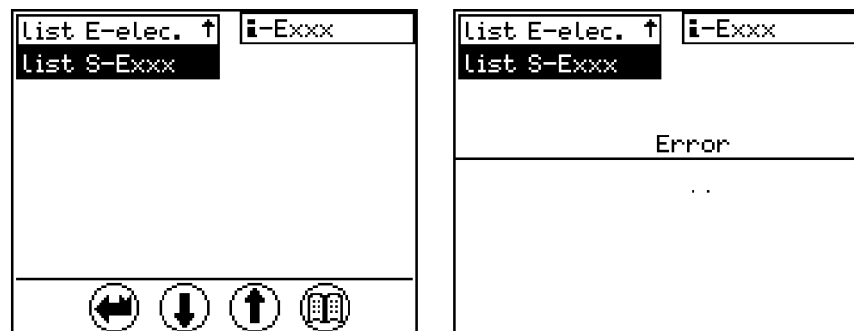 list E-elec. ↑
i-Exxx
list S-Exxx
list E-elec. ↑
i-Exxx
list S-Exxx
Error
. .